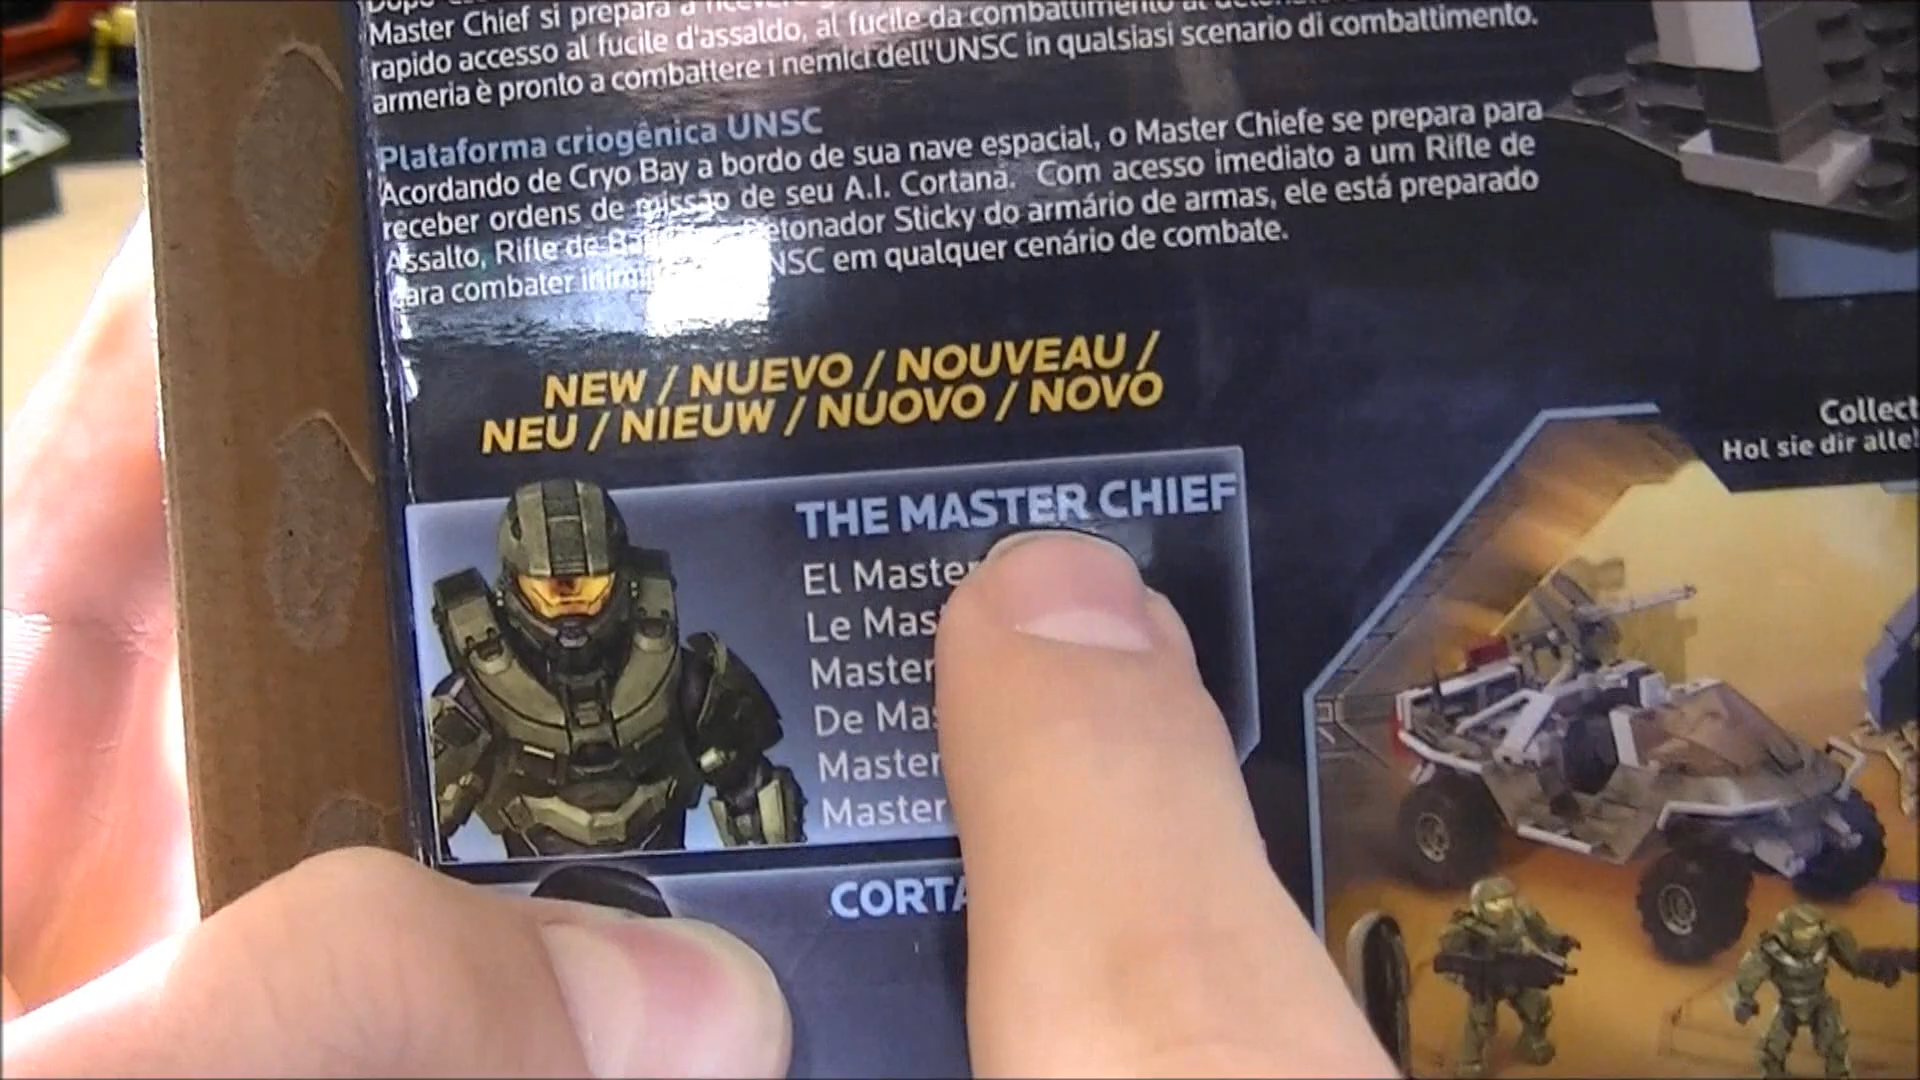 Master Chief si prepara a
rapido accesso al fucile d'assaldo, al fucile da combattimento
armeria è pronto a combattere i nemici dell'UNSC in qualsiasi scenario di combattimento.
Plataforma criogênica UNSC
Acordando de Cryo Bay a bordo de sua nave espacial, o Master Chiefe se prepara para
receber ordens de missão de seu A.I. Cortana. Com acesso imediato a um Rifle de
Assalto, Rifle de Detonador Sticky do armário de armas, ele está preparado
para combater UNSC em qualquer cenário de combate.
NEW / NUEVO / NOUVEAU /
NEU / NIEUW / NUOVO / NOVO
THE MASTER CHIEF
El Master
Le Mas
Master
De Mas
Master
Master
CORTA
Collect
Hol sie dir alle!